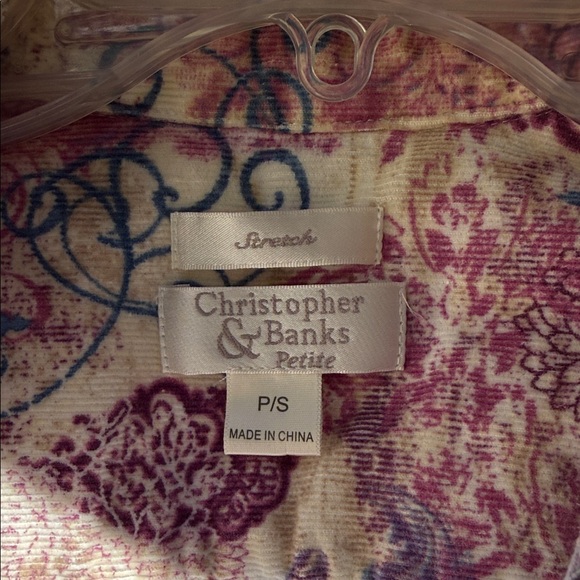 Stretch
Christopher
& Banks
Petite
P/S
MADE IN CHINA